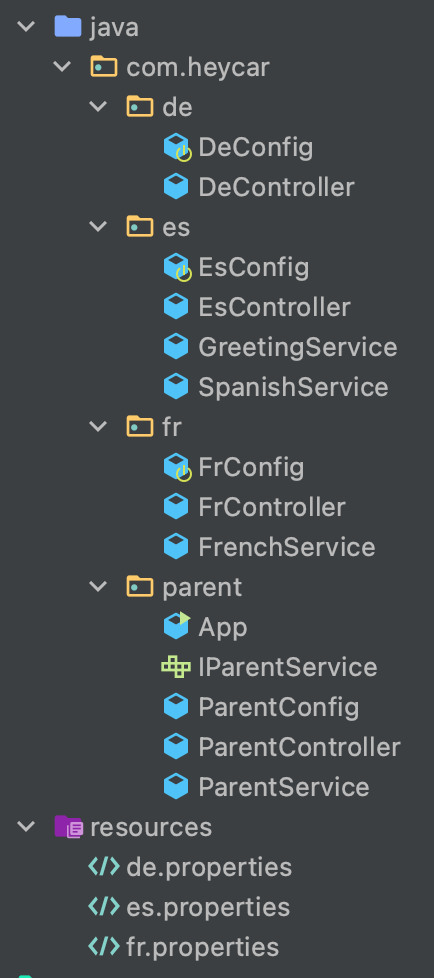 java
com.heycar
de
DeConfig
DeController
es
EsConfig
EsController
GreetingService
SpanishService
fr
FrConfig
FrController
FrenchService
parent
App
IParentService
ParentConfig
ParentController
ParentService
resources
de.properties
es.properties
fr.properties